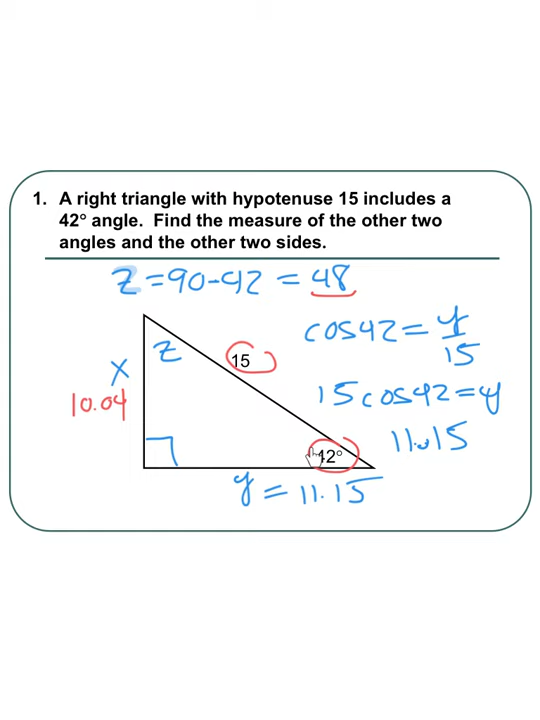 1. A right triangle with hypotenuse 15 includes a
42° angle. Find the measure of the other two
angles and the other two sides.
z = 90-42 = 48
cos42 = y/15
z
15
x
15cos42=y
10.04
11.15
42°
y = 11.15